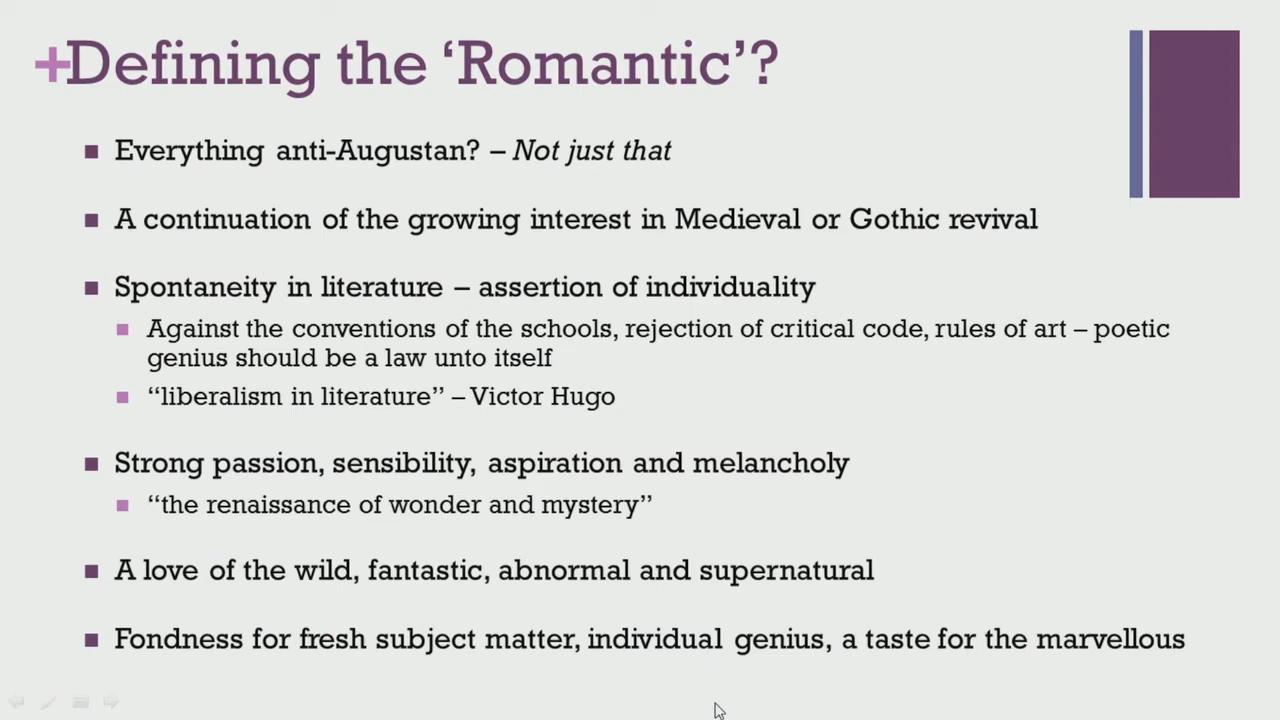 +Defining the ‘Romantic’?
Everything anti-Augustan? – Not just that
A continuation of the growing interest in Medieval or Gothic revival
Spontaneity in literature – assertion of individuality
Against the conventions of the schools, rejection of critical code, rules of art – poetic
genius should be a law unto itself
“liberalism in literature” – Victor Hugo
Strong passion, sensibility, aspiration and melancholy
“the renaissance of wonder and mystery”
A love of the wild, fantastic, abnormal and supernatural
Fondness for fresh subject matter, individual genius, a taste for the marvellous